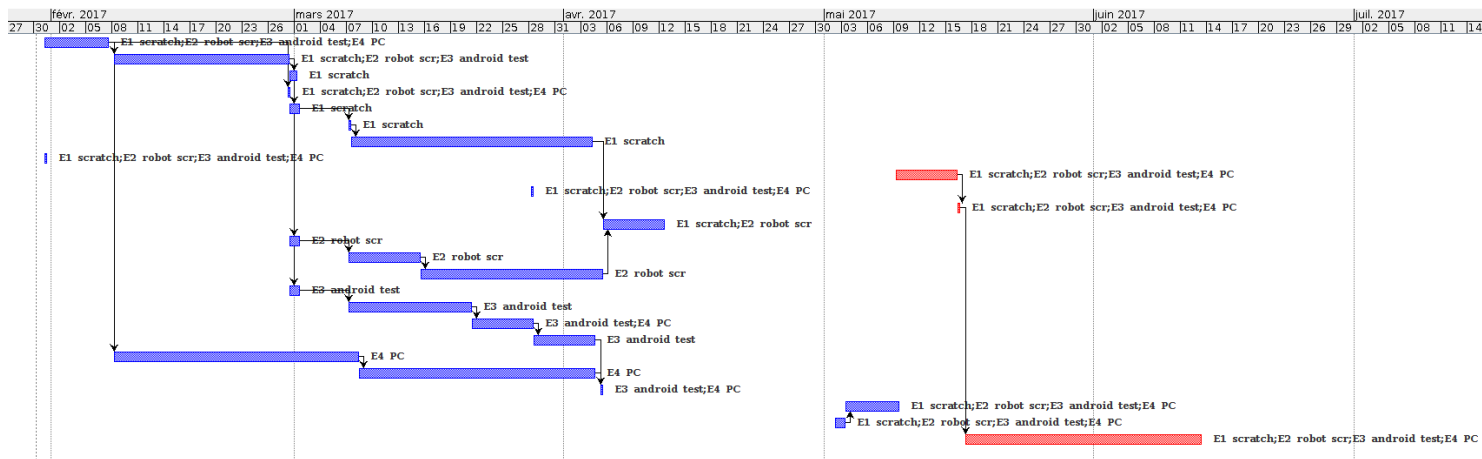 févr. 2017 mars 2017 avr. 2017 mai 2017 juin 2017 juil. 2017
27 30 02 05 08 11 14 17 20 23 26 01 04 07 10 13 16 19 22 25 28 31 03 06 09 12 15 18 21 24 27 30 03 06 09 12 15 18 21 24 27 30 02 05 08 11 14 17 20 23 26 29 02 05 08 11 14
E1 scratch;E2 robot scr;E3 android test;E4 PC
E1 scratch;E2 robot scr;E3 android test
E1 scratch
E1 scratch;E2 robot scr;E3 android test;E4 PC
E1 scratch
E1 scratch
E1 scratch
E1 scratch;E2 robot scr;E3 android test;E4 PC
E1 scratch;E2 robot scr;E3 android test;E4 PC
E1 scratch;E2 robot scr;E3 android test;E4 PC
E1 scratch;E2 robot scr;E3 android test;E4 PC
E1 scratch;E2 robot scr
E2 robot scr
E2 robot scr
E2 robot scr
E3 android test
E3 android test
E3 android test;E4 PC
E3 android test
E4 PC
E4 PC
E3 android test;E4 PC
E1 scratch;E2 robot scr;E3 android test;E4 PC
E1 scratch;E2 robot scr;E3 android test;E4 PC
E1 scratch;E2 robot scr;E3 android test;E4 PC